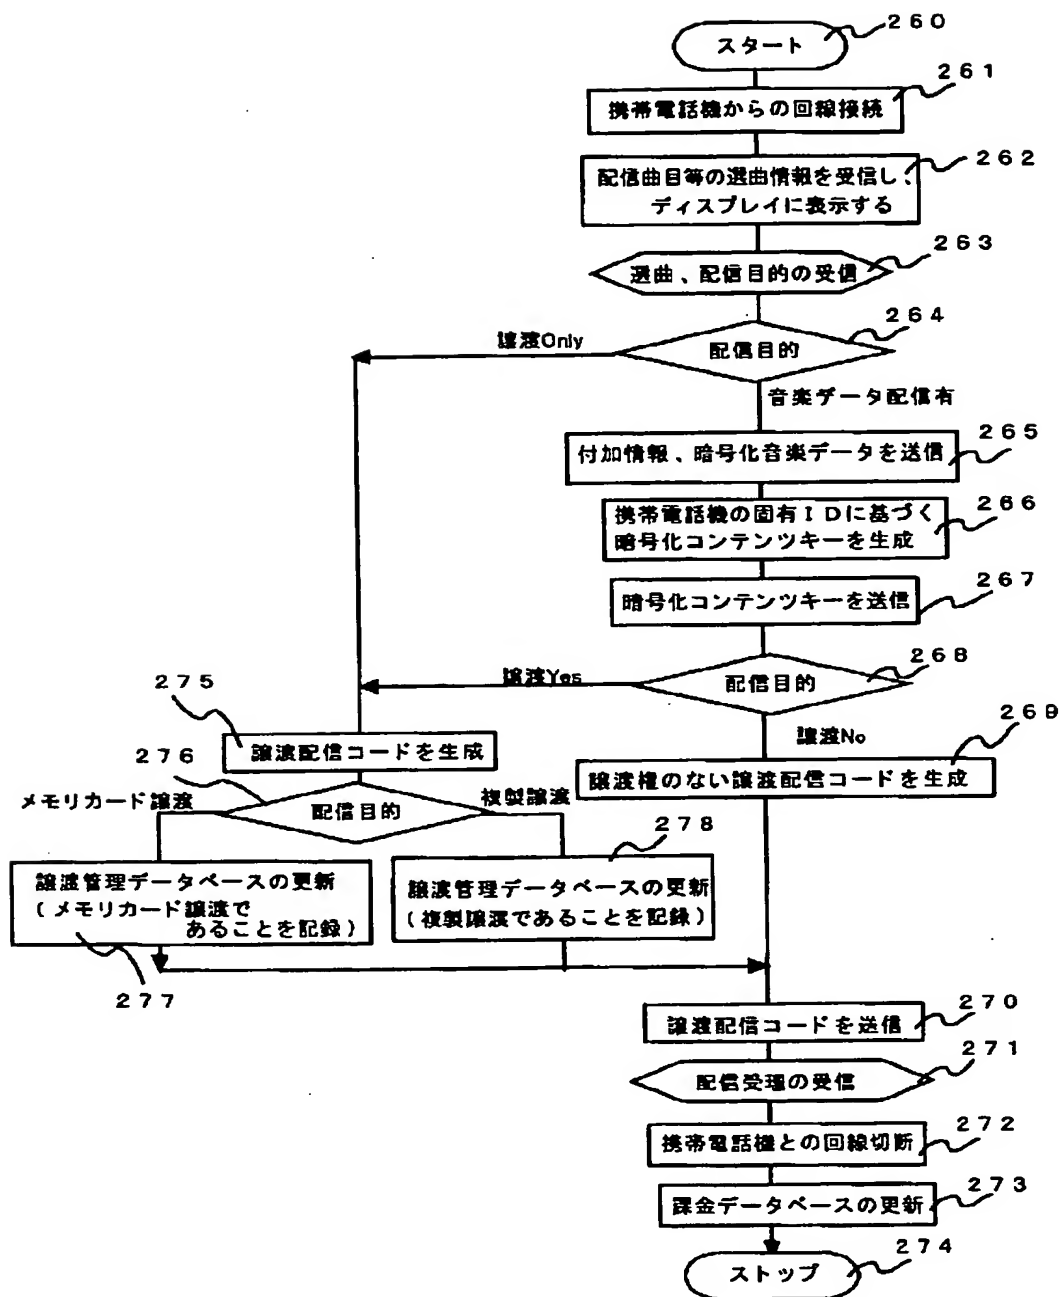 スタート
260
携帯電話機からの回線接続
261
配信曲目等の選曲情報を受信し、
ディスプレイに表示する
262
選曲、配信目的の受信
263
配信目的
264
譲渡Only
音楽データ配信有
付加情報、暗号化音楽データを送信
265
携帯電話機の固有IDに基づく
暗号化コンテンツキーを生成
266
暗号化コンテンツキーを送信
267
配信目的
268
譲渡Yes
譲渡No
譲渡権のない譲渡配信コードを生成
269
275
譲渡配信コードを生成
276
配信目的
メモリカード譲渡
複製譲渡
譲渡管理データベースの更新
(メモリカード譲渡で
あることを記録)
277
278
譲渡管理データベースの更新
(複製譲渡であることを記録)
譲渡配信コードを送信
270
配信受理の受信
271
携帯電話機との回線切断
272
課金データベースの更新
273
ストップ
274